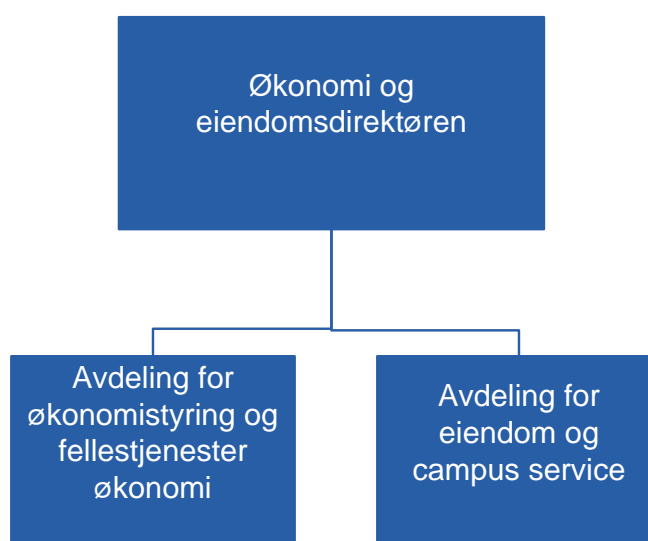 Økonomi og
eiendomsdirektøren
Avdeling for
økonomistyring og
fellestjenester
økonomi
Avdeling for
eiendom og
campus service